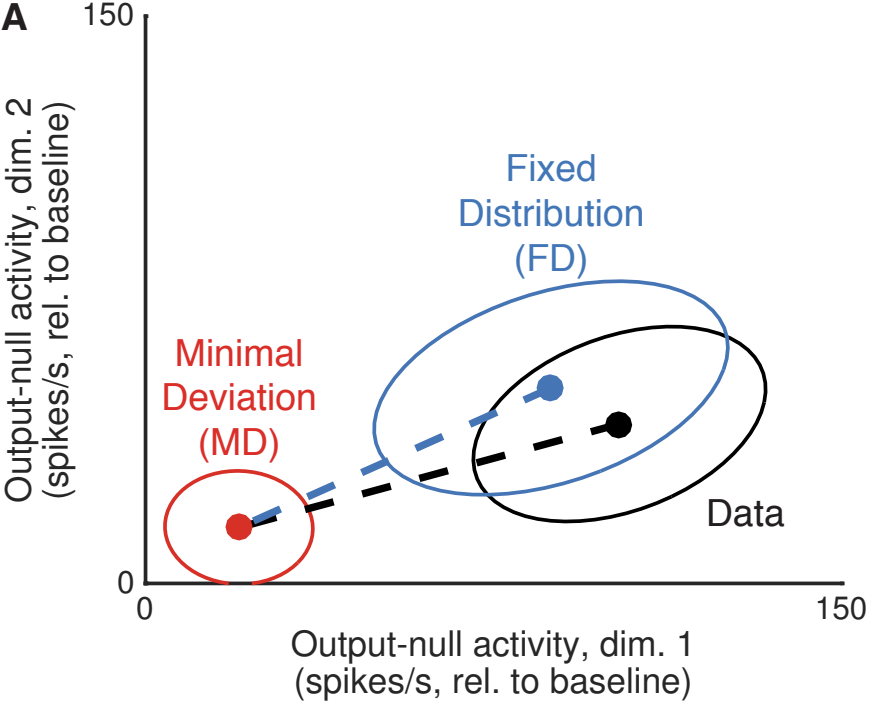 A
150
Output-null activity, dim. 2
(spikes/s, rel. to baseline)
Fixed
Distribution
(FD)
Minimal
Deviation
(MD)
Data
0
0
150
Output-null activity, dim. 1
(spikes/s, rel. to baseline)